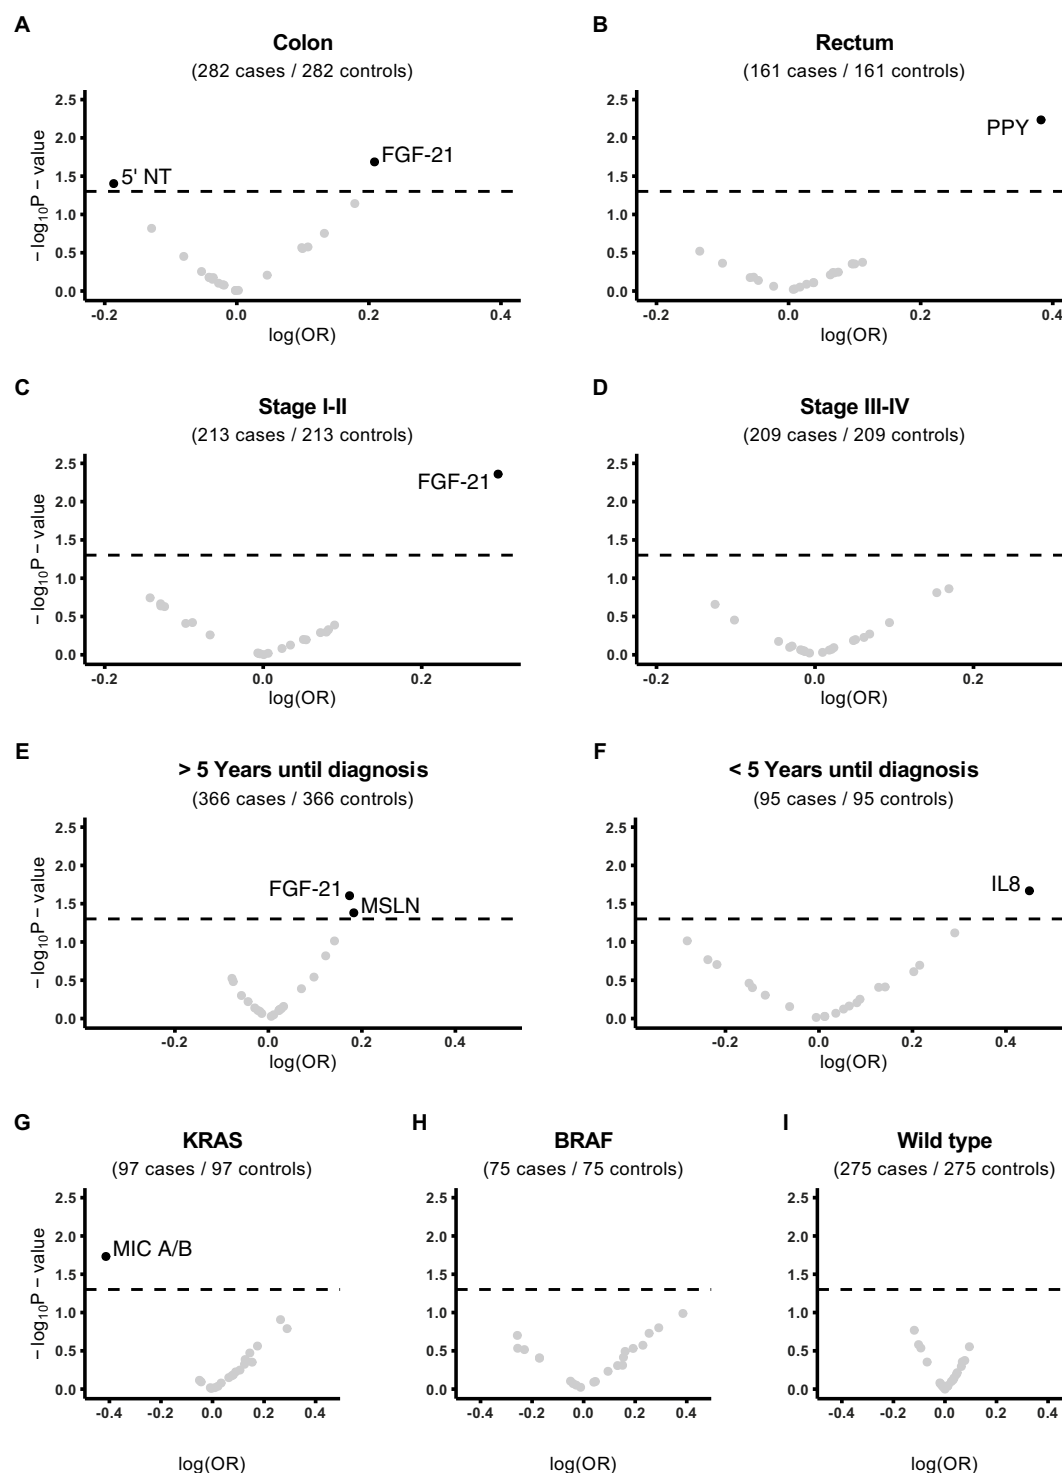 A
Colon
(282 cases / 282 controls)
2.5
2.0
1.5
1.0
0.5
0.0
− log10P − value
5' NT
FGF-21
-0.2 0.0 0.2 0.4
log(OR)
B
Rectum
(161 cases / 161 controls)
2.5
2.0
1.5
1.0
0.5
0.0
PPY
-0.2 0.0 0.2 0.4
log(OR)
C
Stage I-II
(213 cases / 213 controls)
2.5
2.0
1.5
1.0
0.5
0.0
− log10P − value
FGF-21
-0.2 0.0 0.2
log(OR)
D
Stage III-IV
(209 cases / 209 controls)
2.5
2.0
1.5
1.0
0.5
0.0
-0.2 0.0 0.2
log(OR)
E
> 5 Years until diagnosis
(366 cases / 366 controls)
2.5
2.0
1.5
1.0
0.5
0.0
− log10P − value
FGF-21
MSLN
-0.2 0.0 0.2 0.4
log(OR)
F
< 5 Years until diagnosis
(95 cases / 95 controls)
2.5
2.0
1.5
1.0
0.5
0.0
IL8
-0.2 0.0 0.2 0.4
log(OR)
G
KRAS
(97 cases / 97 controls)
2.5
2.0
1.5
1.0
0.5
0.0
− log10P − value
MIC A/B
-0.4 -0.2 0.0 0.2 0.4
log(OR)
H
BRAF
(75 cases / 75 controls)
2.5
2.0
1.5
1.0
0.5
0.0
-0.4 -0.2 0.0 0.2 0.4
log(OR)
I
Wild type
(275 cases / 275 controls)
2.5
2.0
1.5
1.0
0.5
0.0
-0.4 -0.2 0.0 0.2 0.4
log(OR)